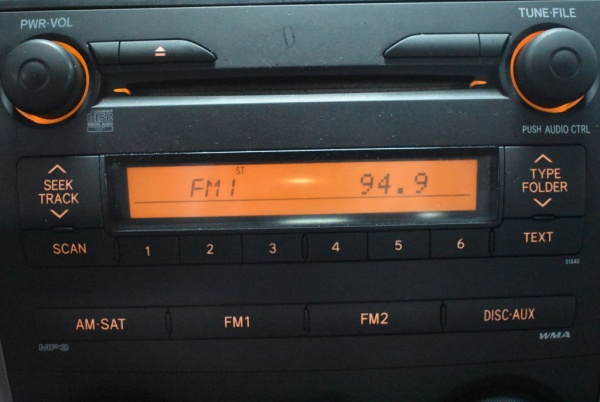 PWR·VOL
TUNE·FILE
PUSH AUDIO CTRL
SEEK
TRACK
ST
FM1 94.9
TYPE
FOLDER
SCAN 1 2 3 4 5 6 TEXT
51840
AM·SAT FM1 FM2 DISC·AUX
MP3 WMA